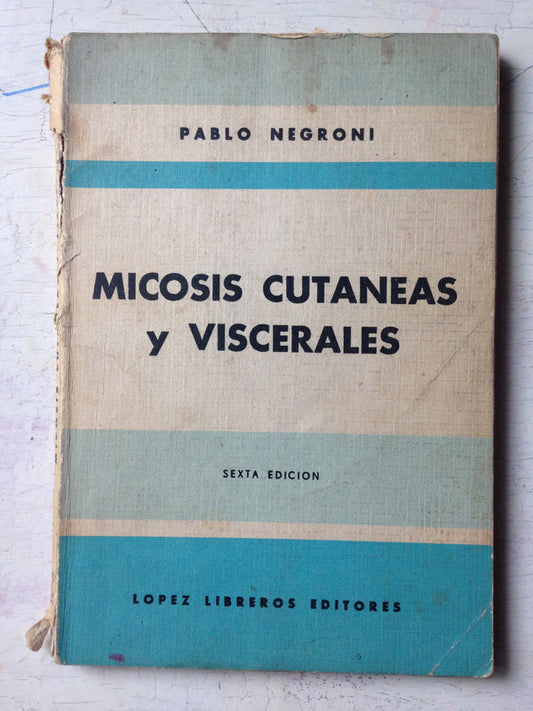 PABLO NEGRONI
MICOSIS CUTANEAS
y VISCERALES
SEXTA EDICION
LOPEZ LIBREROS EDITORES